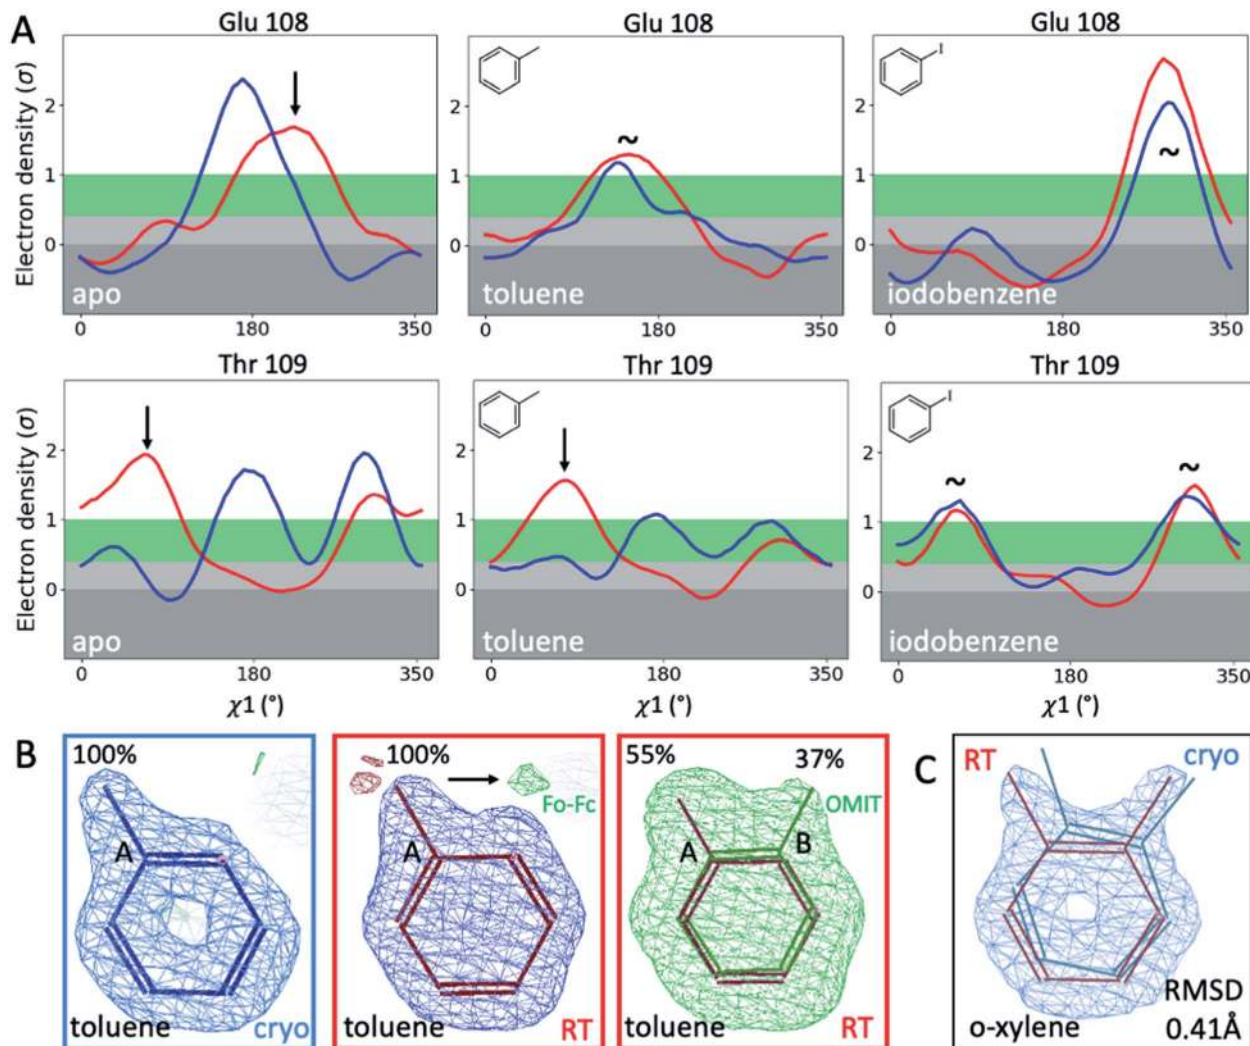 A
Glu 108
Glu 108
Glu 108
Electron density (σ)
2
1
0
apo
0 180 350
~
2
1
0
toluene
0 180 350
I
~
2
1
0
iodobenzene
0 180 350
Thr 109
Thr 109
Thr 109
Electron density (σ)
2
1
0
apo
0 180 350
χ1 (°)
2
1
0
toluene
0 180 350
χ1 (°)
I
~ ~
2
1
0
iodobenzene
0 180 350
χ1 (°)
B
100%
A
toluene cryo
100%
Fo-Fc
A
toluene RT
55% 37%
OMIT
A B
toluene RT
C
RT cryo
RMSD
o-xylene 0.41Å